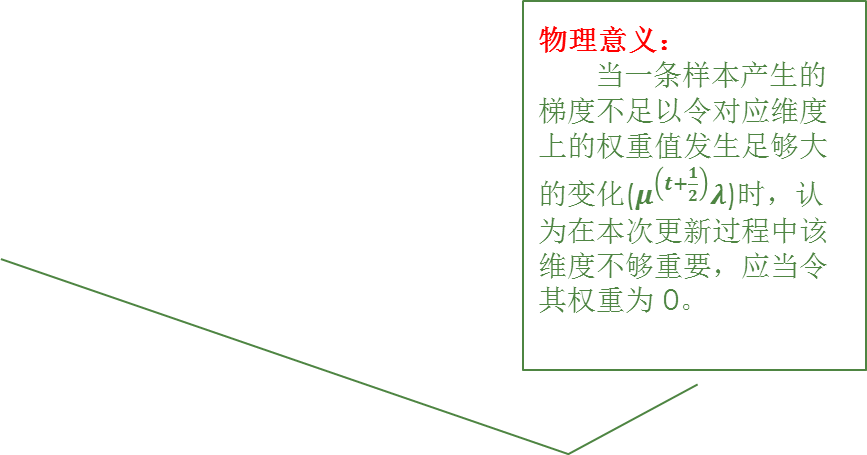 物理意义：
当一条样本产生的
梯度不足以令对应维度
上的权重值发生足够大
的变化(μ^(t+1/2)λ)时，认
为在本次更新过程中该
维度不够重要，应当令
其权重为 0。